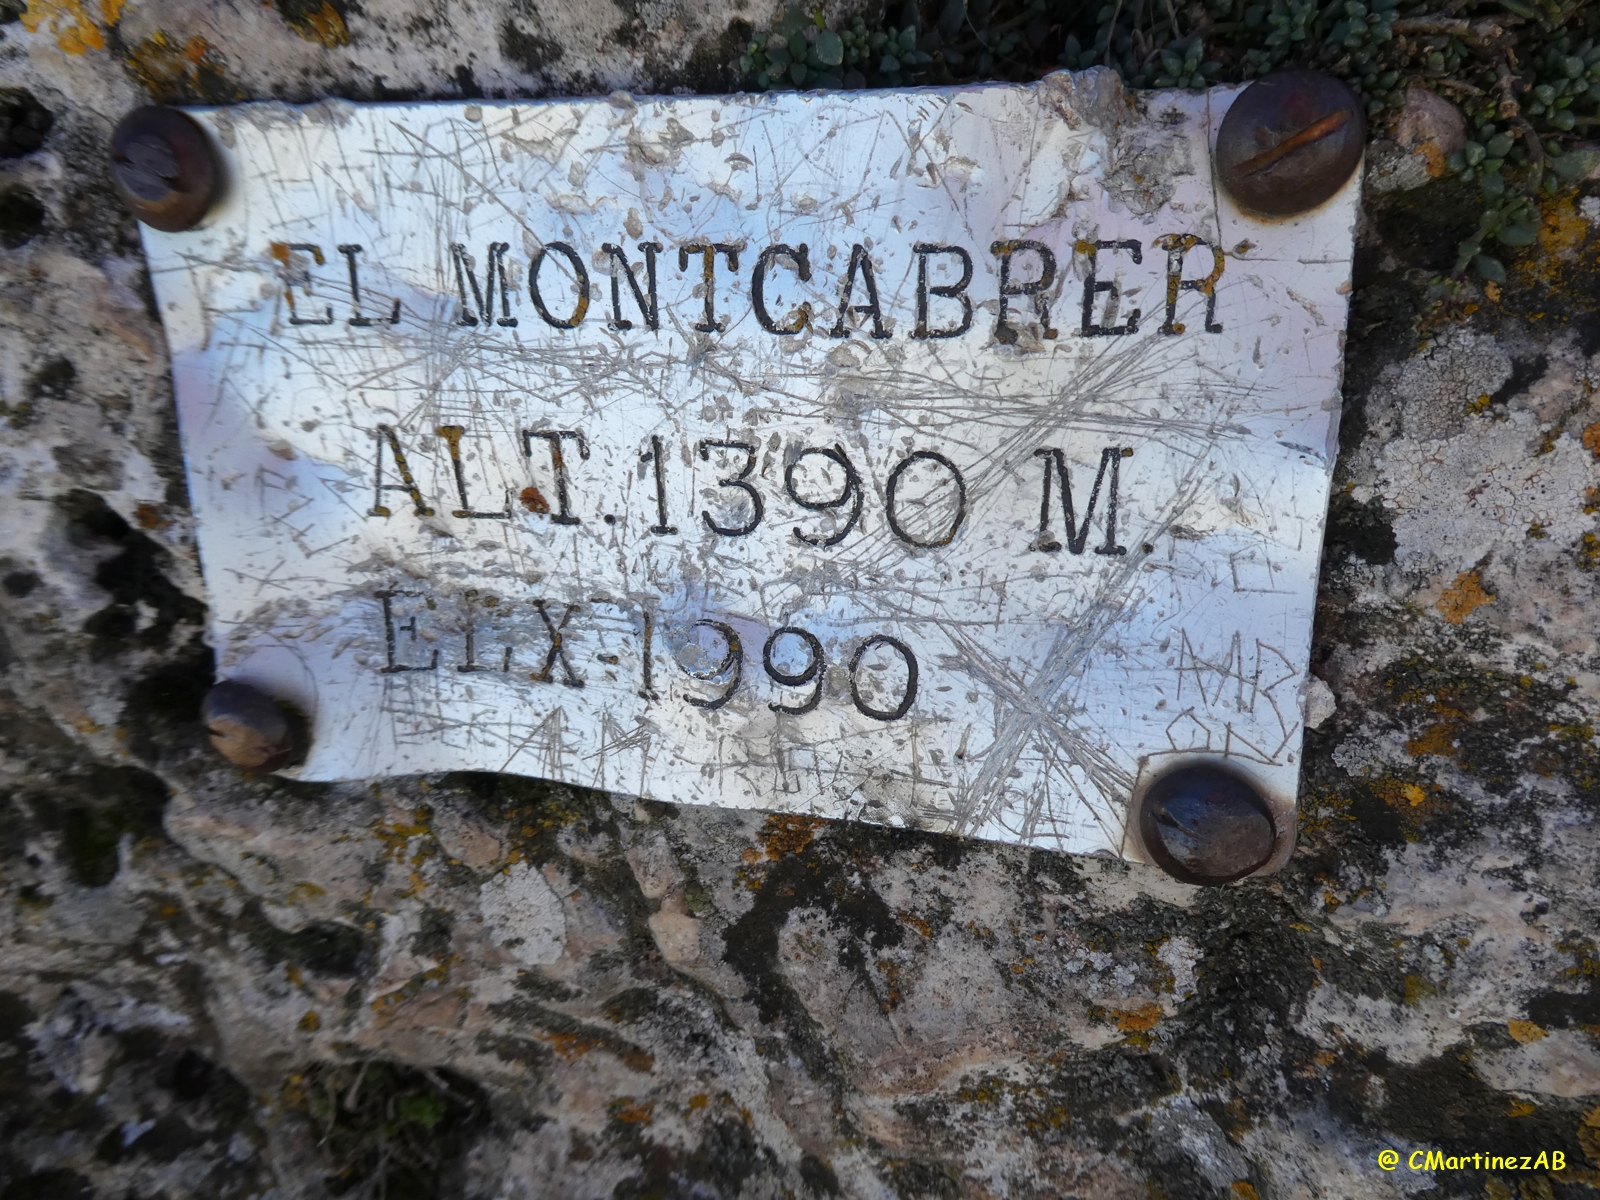 EL MONTCABRER
ALT. 1390 M.
ELX-1990
@ CMartinezAB